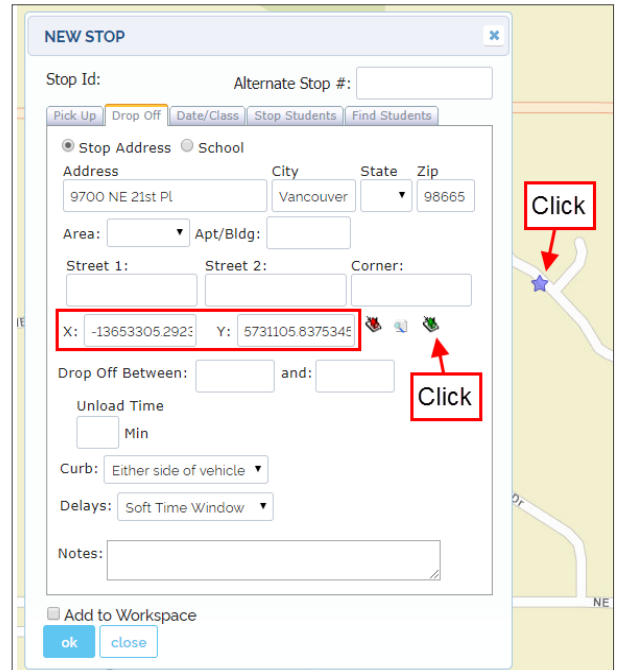 NEW STOP
Stop Id: Alternate Stop #:
Pick Up Drop Off Date/Class Stop Students Find Students
Stop Address School
Address City State Zip
9700 NE 21st Pl Vancouver 98665
Click
Area: Apt/Bldg:
Street 1: Street 2: Corner:
X: -13653305.292 Y: 5731105.8375345
Drop Off Between: and:
Click
Unload Time
Min
Curb: Either side of vehicle
Delays: Soft Time Window
Dr
Notes:
NE
Add to Workspace
ok close